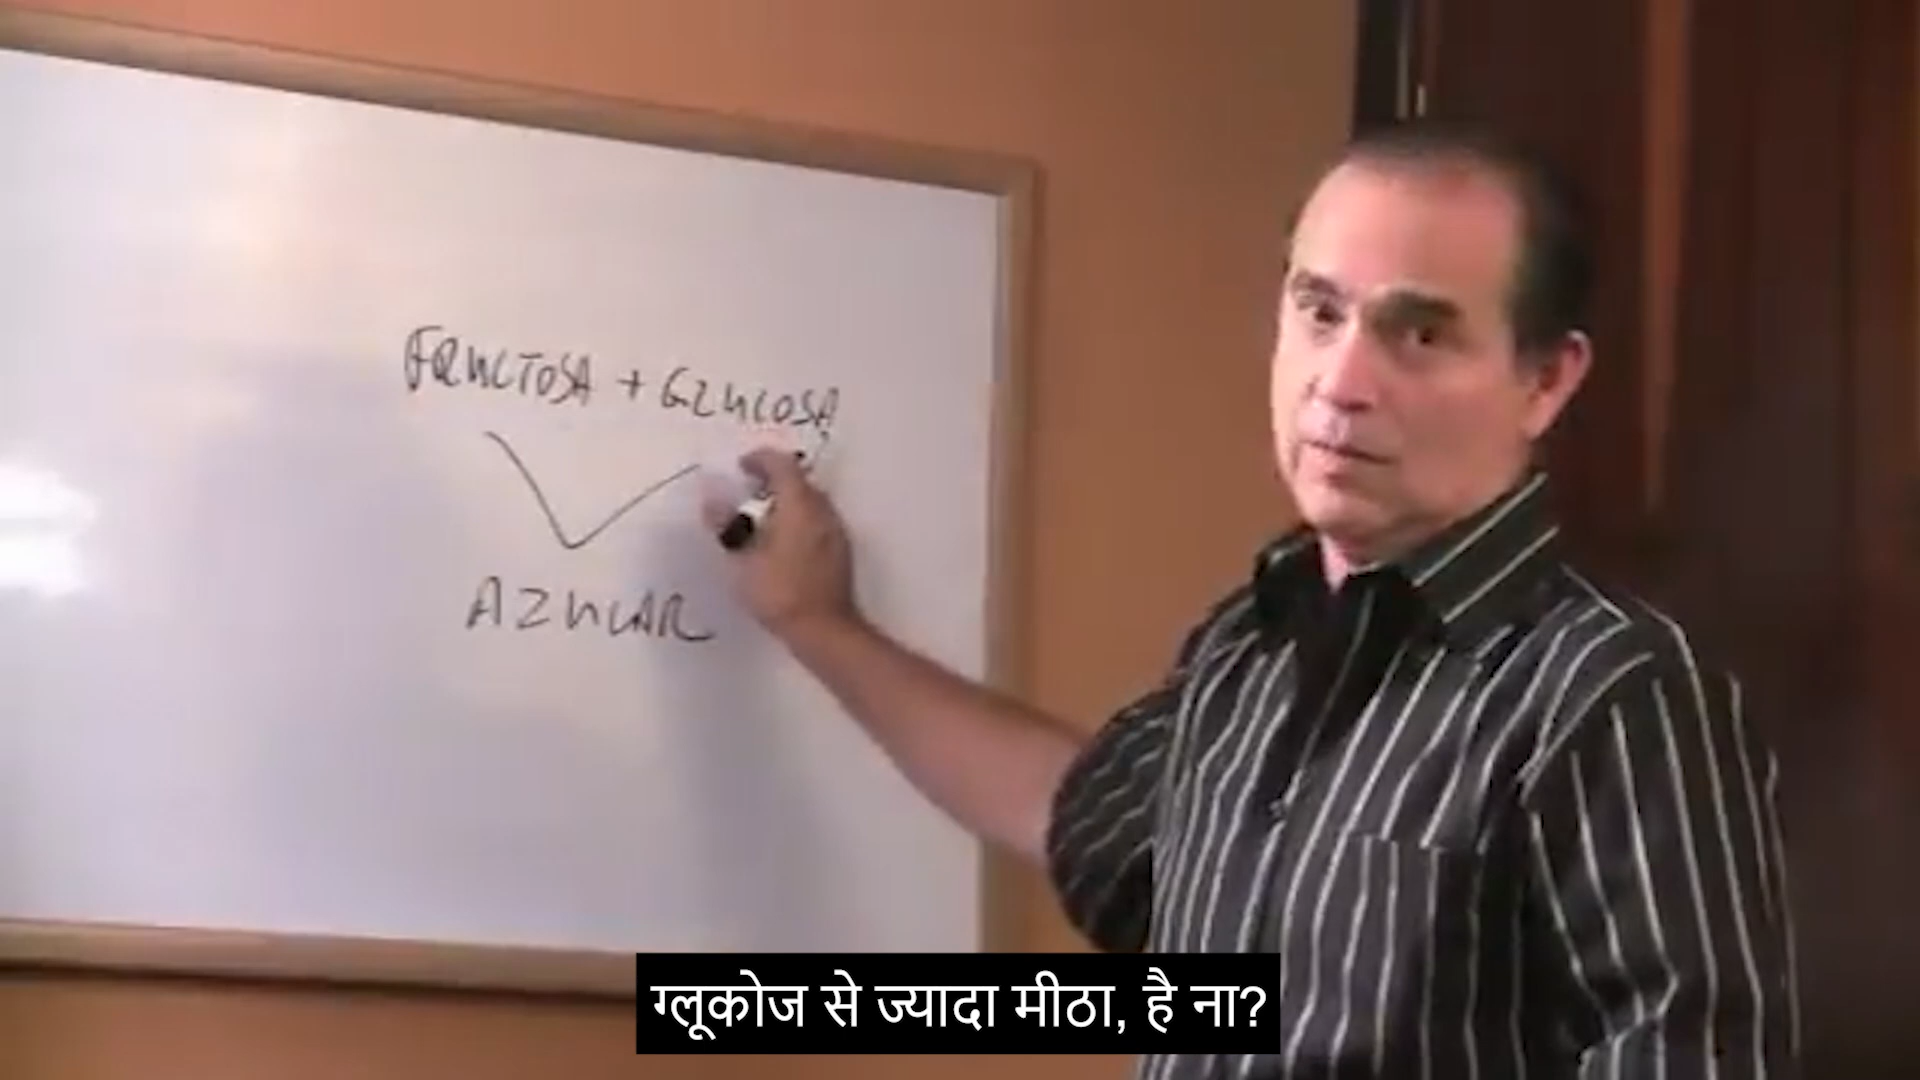 FRUCTOSA + GLUCOSA
AZUCAR
ग्लूकोज से ज्यादा मीठा, है ना?